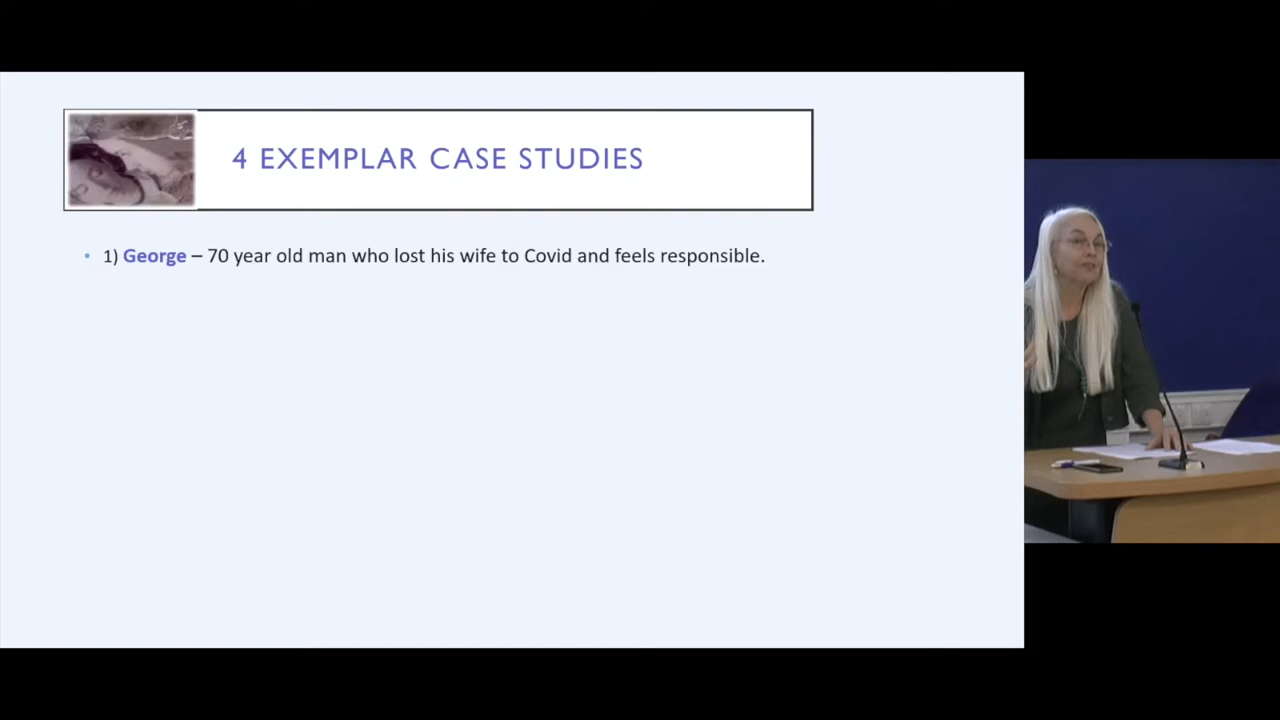 4 EXEMPLAR CASE STUDIES
• 1) George – 70 year old man who lost his wife to Covid and feels responsible.